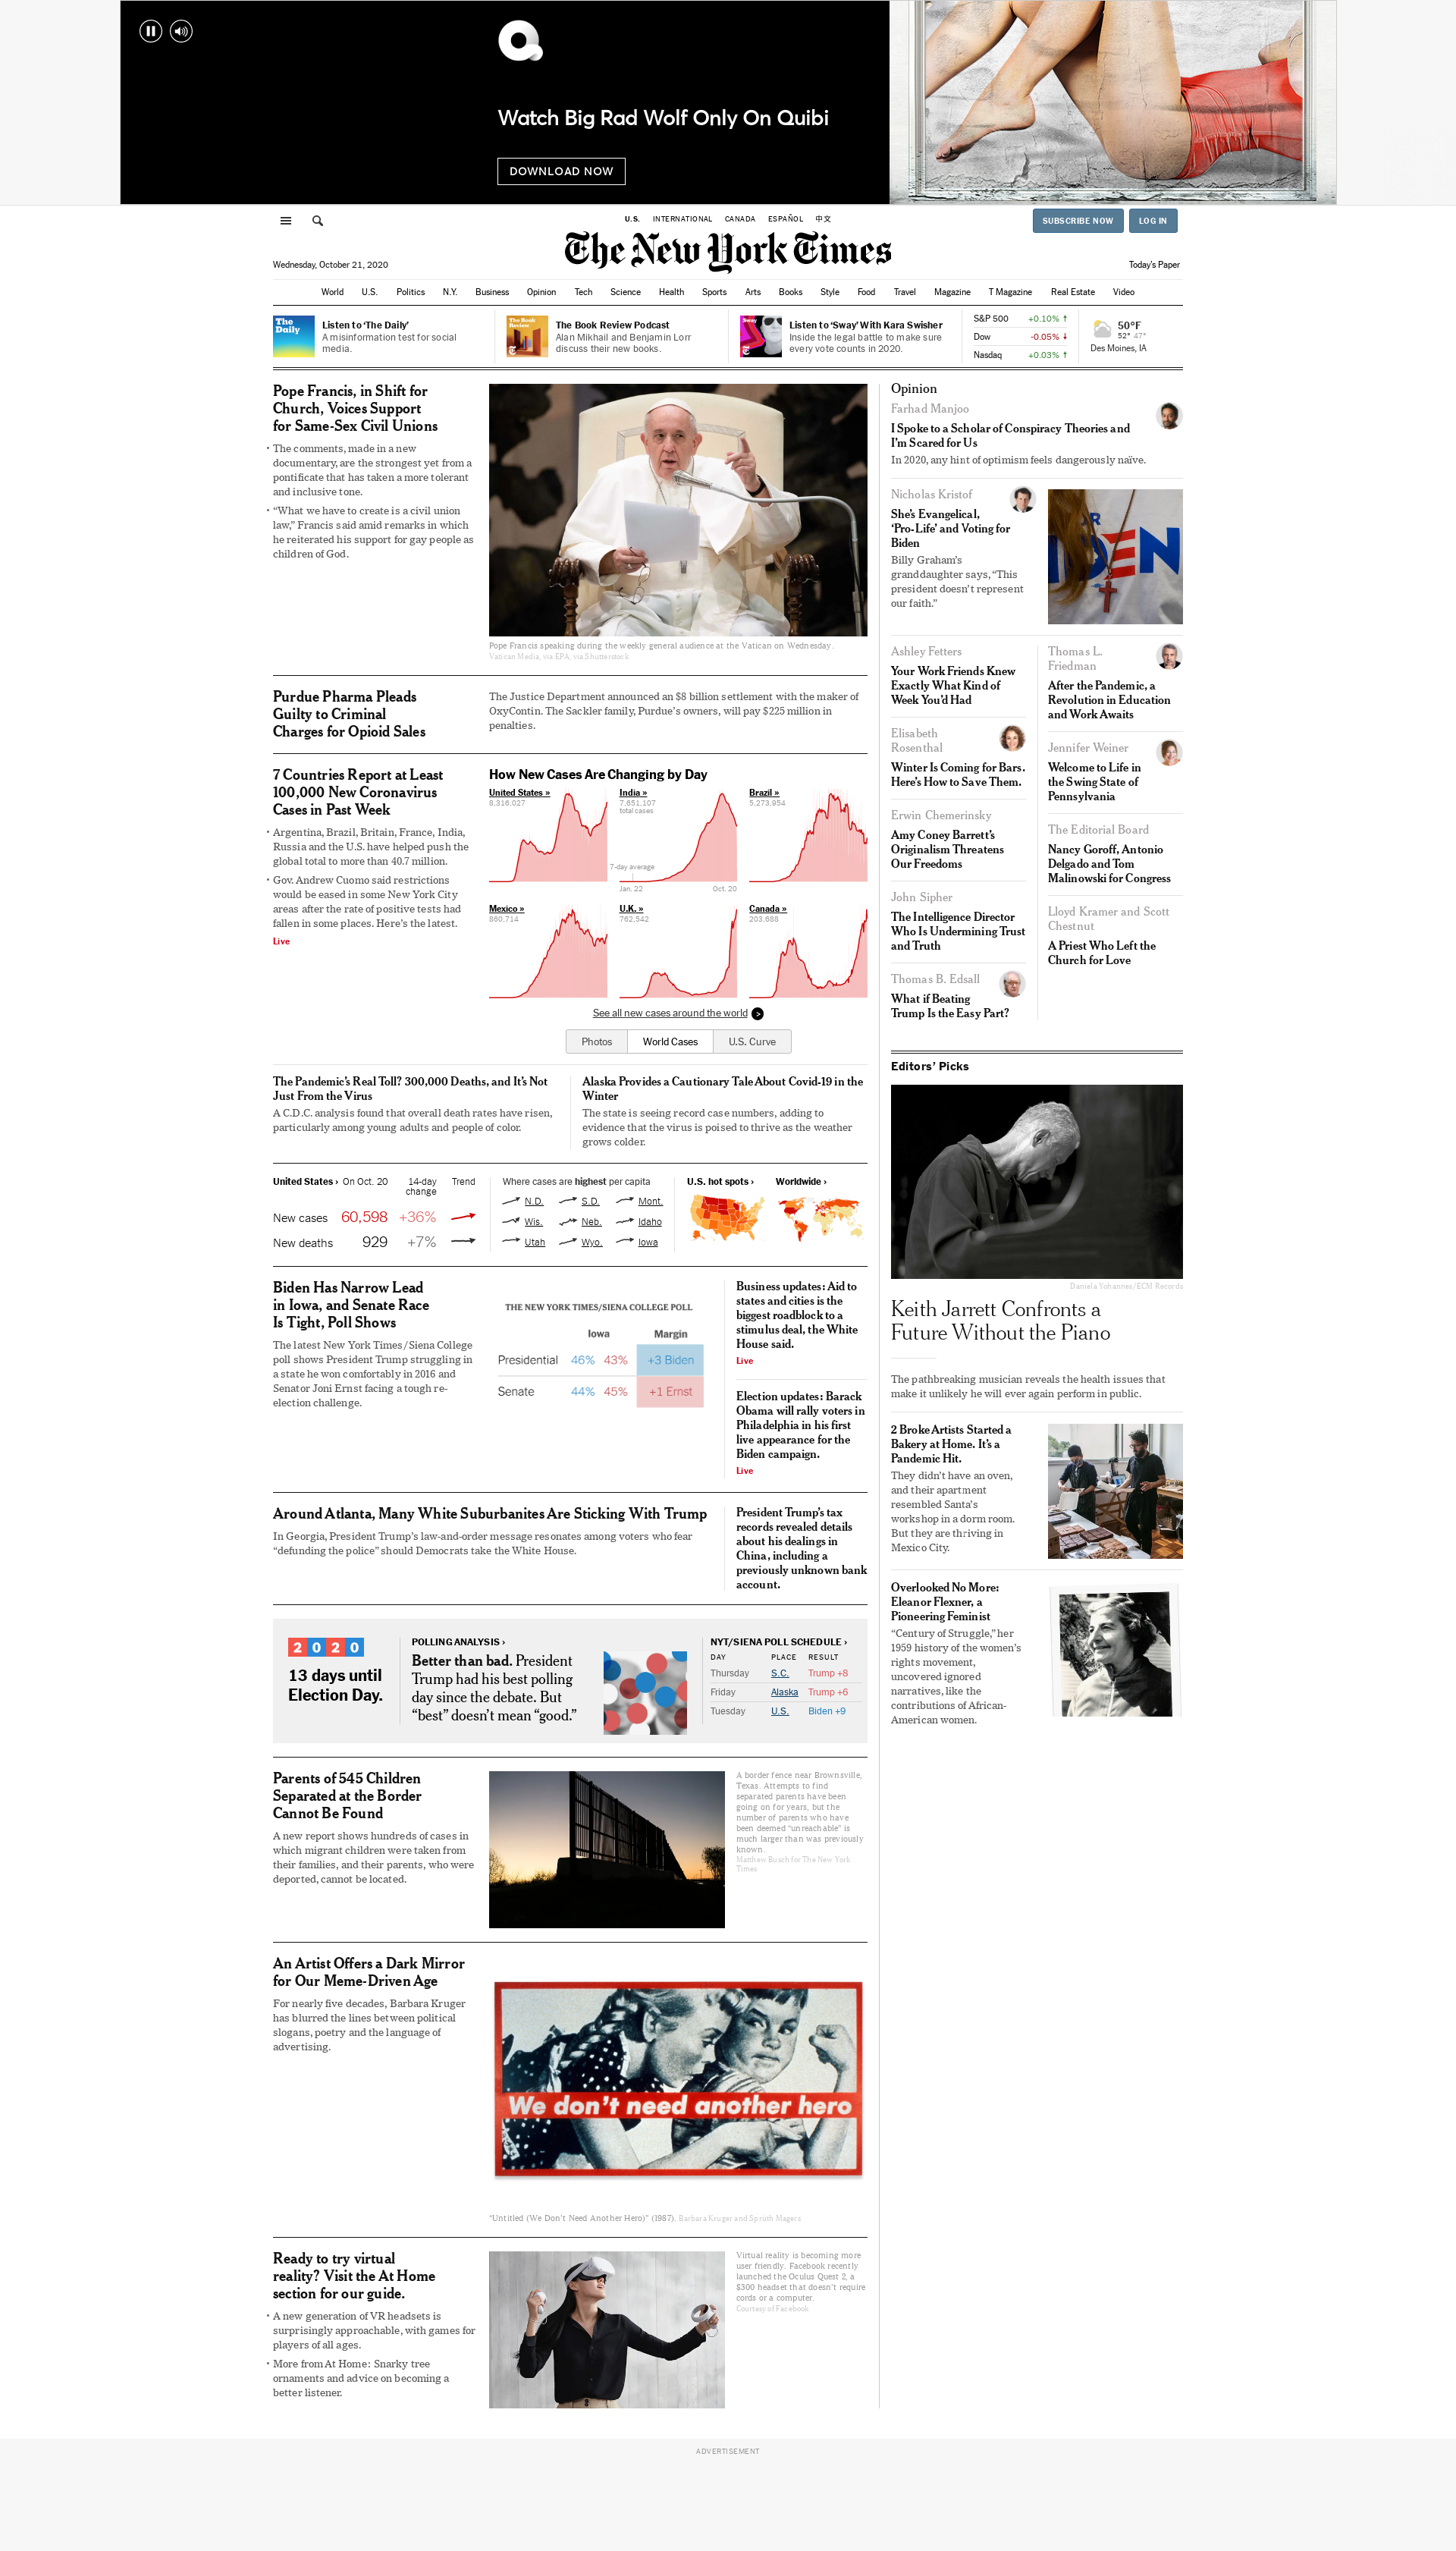 Watch Big Rad Wolf Only On Quibi
DOWNLOAD NOW
U.S. INTERNATIONAL CANADA ESPAÑOL 中文
SUBSCRIBE NOW LOG IN
The New York Times
Wednesday, October 21, 2020
Today's Paper
World U.S. Politics N.Y. Business Opinion Tech Science Health Sports Arts Books Style Food Travel Magazine T Magazine Real Estate Video
The
Daily
Listen to ‘The Daily’
A misinformation test for social
media.
The Book
Review
The Book Review Podcast
Alan Mikhail and Benjamin Lorr
discuss their new books.
Sway
Listen to ‘Sway’ With Kara Swisher
Inside the legal battle to make sure
every vote counts in 2020.
S&P 500 +0.10% ↑
Dow -0.05% ↓
Nasdaq +0.03% ↑
50°F
52° 47°
Des Moines, IA
Pope Francis, in Shift for
Church, Voices Support
for Same-Sex Civil Unions
• The comments, made in a new
documentary, are the strongest yet from a
pontificate that has taken a more tolerant
and inclusive tone.
• “What we have to create is a civil union
law,” Francis said amid remarks in which
he reiterated his support for gay people as
children of God.
Pope Francis speaking during the weekly general audience at the Vatican on Wednesday.
Vatican Media, via EPA, via Shutterstock
Purdue Pharma Pleads
Guilty to Criminal
Charges for Opioid Sales
The Justice Department announced an $8 billion settlement with the maker of
OxyContin. The Sackler family, Purdue’s owners, will pay $225 million in
penalties.
7 Countries Report at Least
100,000 New Coronavirus
Cases in Past Week
• Argentina, Brazil, Britain, France, India,
Russia and the U.S. have helped push the
global total to more than 40.7 million.
• Gov. Andrew Cuomo said restrictions
would be eased in some New York City
areas after the rate of positive tests had
fallen in some places. Here’s the latest.
Live
How New Cases Are Changing by Day
United States »
8,316,027
India »
7,651,107
total cases
Brazil »
5,273,954
7-day average
Jan. 22 Oct. 20
Mexico »
860,714
U.K. »
762,542
Canada »
203,688
See all new cases around the world >
Photos World Cases U.S. Curve
The Pandemic’s Real Toll? 300,000 Deaths, and It’s Not
Just From the Virus
A C.D.C. analysis found that overall death rates have risen,
particularly among young adults and people of color.
Alaska Provides a Cautionary Tale About Covid-19 in the
Winter
The state is seeing record case numbers, adding to
evidence that the virus is poised to thrive as the weather
grows colder.
United States › On Oct. 20 14-day
change Trend
New cases 60,598 +36%
New deaths 929 +7%
Where cases are highest per capita
N.D. S.D. Mont.
Wis. Neb. Idaho
Utah Wyo. Iowa
U.S. hot spots › Worldwide ›
Biden Has Narrow Lead
in Iowa, and Senate Race
Is Tight, Poll Shows
The latest New York Times/Siena College
poll shows President Trump struggling in
a state he won comfortably in 2016 and
Senator Joni Ernst facing a tough re-
election challenge.
THE NEW YORK TIMES/SIENA COLLEGE POLL
Iowa Margin
Presidential 46% 43% +3 Biden
Senate 44% 45% +1 Ernst
Business updates: Aid to
states and cities is the
biggest roadblock to a
stimulus deal, the White
House said.
Live
Election updates: Barack
Obama will rally voters in
Philadelphia in his first
live appearance for the
Biden campaign.
Live
Around Atlanta, Many White Suburbanites Are Sticking With Trump
In Georgia, President Trump’s law-and-order message resonates among voters who fear
“defunding the police” should Democrats take the White House.
President Trump’s tax
records revealed details
about his dealings in
China, including a
previously unknown bank
account.
2020
13 days until
Election Day.
POLLING ANALYSIS ›
Better than bad. President
Trump had his best polling
day since the debate. But
“best” doesn’t mean “good.”
NYT/SIENA POLL SCHEDULE ›
DAY PLACE RESULT
Thursday S.C. Trump +8
Friday Alaska Trump +6
Tuesday U.S. Biden +9
Parents of 545 Children
Separated at the Border
Cannot Be Found
A new report shows hundreds of cases in
which migrant children were taken from
their families, and their parents, who were
deported, cannot be located.
A border fence near Brownsville,
Texas. Attempts to find
separated parents have been
going on for years, but the
number of parents who have
been deemed “unreachable” is
much larger than was previously
known.
Matthew Busch for The New York
Times
An Artist Offers a Dark Mirror
for Our Meme-Driven Age
For nearly five decades, Barbara Kruger
has blurred the lines between political
slogans, poetry and the language of
advertising.
We don't need another hero
“Untitled (We Don’t Need Another Hero)” (1987). Barbara Kruger and Spruth Magers
Ready to try virtual
reality? Visit the At Home
section for our guide.
• A new generation of VR headsets is
surprisingly approachable, with games for
players of all ages.
• More from At Home: Snarky tree
ornaments and advice on becoming a
better listener.
Virtual reality is becoming more
user friendly. Facebook recently
launched the Oculus Quest 2, a
$300 headset that doesn’t require
cords or a computer.
Courtesy of Facebook
Opinion
Farhad Manjoo
I Spoke to a Scholar of Conspiracy Theories and
I’m Scared for Us
In 2020, any hint of optimism feels dangerously naïve.
Nicholas Kristof
She’s Evangelical,
‘Pro-Life’ and Voting for
Biden
Billy Graham’s
granddaughter says, “This
president doesn’t represent
our faith.”
Ashley Fetters
Your Work Friends Knew
Exactly What Kind of
Week You’d Had
Elisabeth
Rosenthal
Winter Is Coming for Bars.
Here’s How to Save Them.
Erwin Chemerinsky
Amy Coney Barrett’s
Originalism Threatens
Our Freedoms
John Sipher
The Intelligence Director
Who Is Undermining Trust
and Truth
Thomas B. Edsall
What if Beating
Trump Is the Easy Part?
Thomas L.
Friedman
After the Pandemic, a
Revolution in Education
and Work Awaits
Jennifer Weiner
Welcome to Life in
the Swing State of
Pennsylvania
The Editorial Board
Nancy Goroff, Antonio
Delgado and Tom
Malinowski for Congress
Lloyd Kramer and Scott
Chestnut
A Priest Who Left the
Church for Love
Editors’ Picks
Daniela Yohannes/ECM Records
Keith Jarrett Confronts a
Future Without the Piano
The pathbreaking musician reveals the health issues that
make it unlikely he will ever again perform in public.
2 Broke Artists Started a
Bakery at Home. It’s a
Pandemic Hit.
They didn’t have an oven,
and their apartment
resembled Santa’s
workshop in a dorm room.
But they are thriving in
Mexico City.
Overlooked No More:
Eleanor Flexner, a
Pioneering Feminist
“Century of Struggle,” her
1959 history of the women’s
rights movement,
uncovered ignored
narratives, like the
contributions of African-
American women.
ADVERTISEMENT